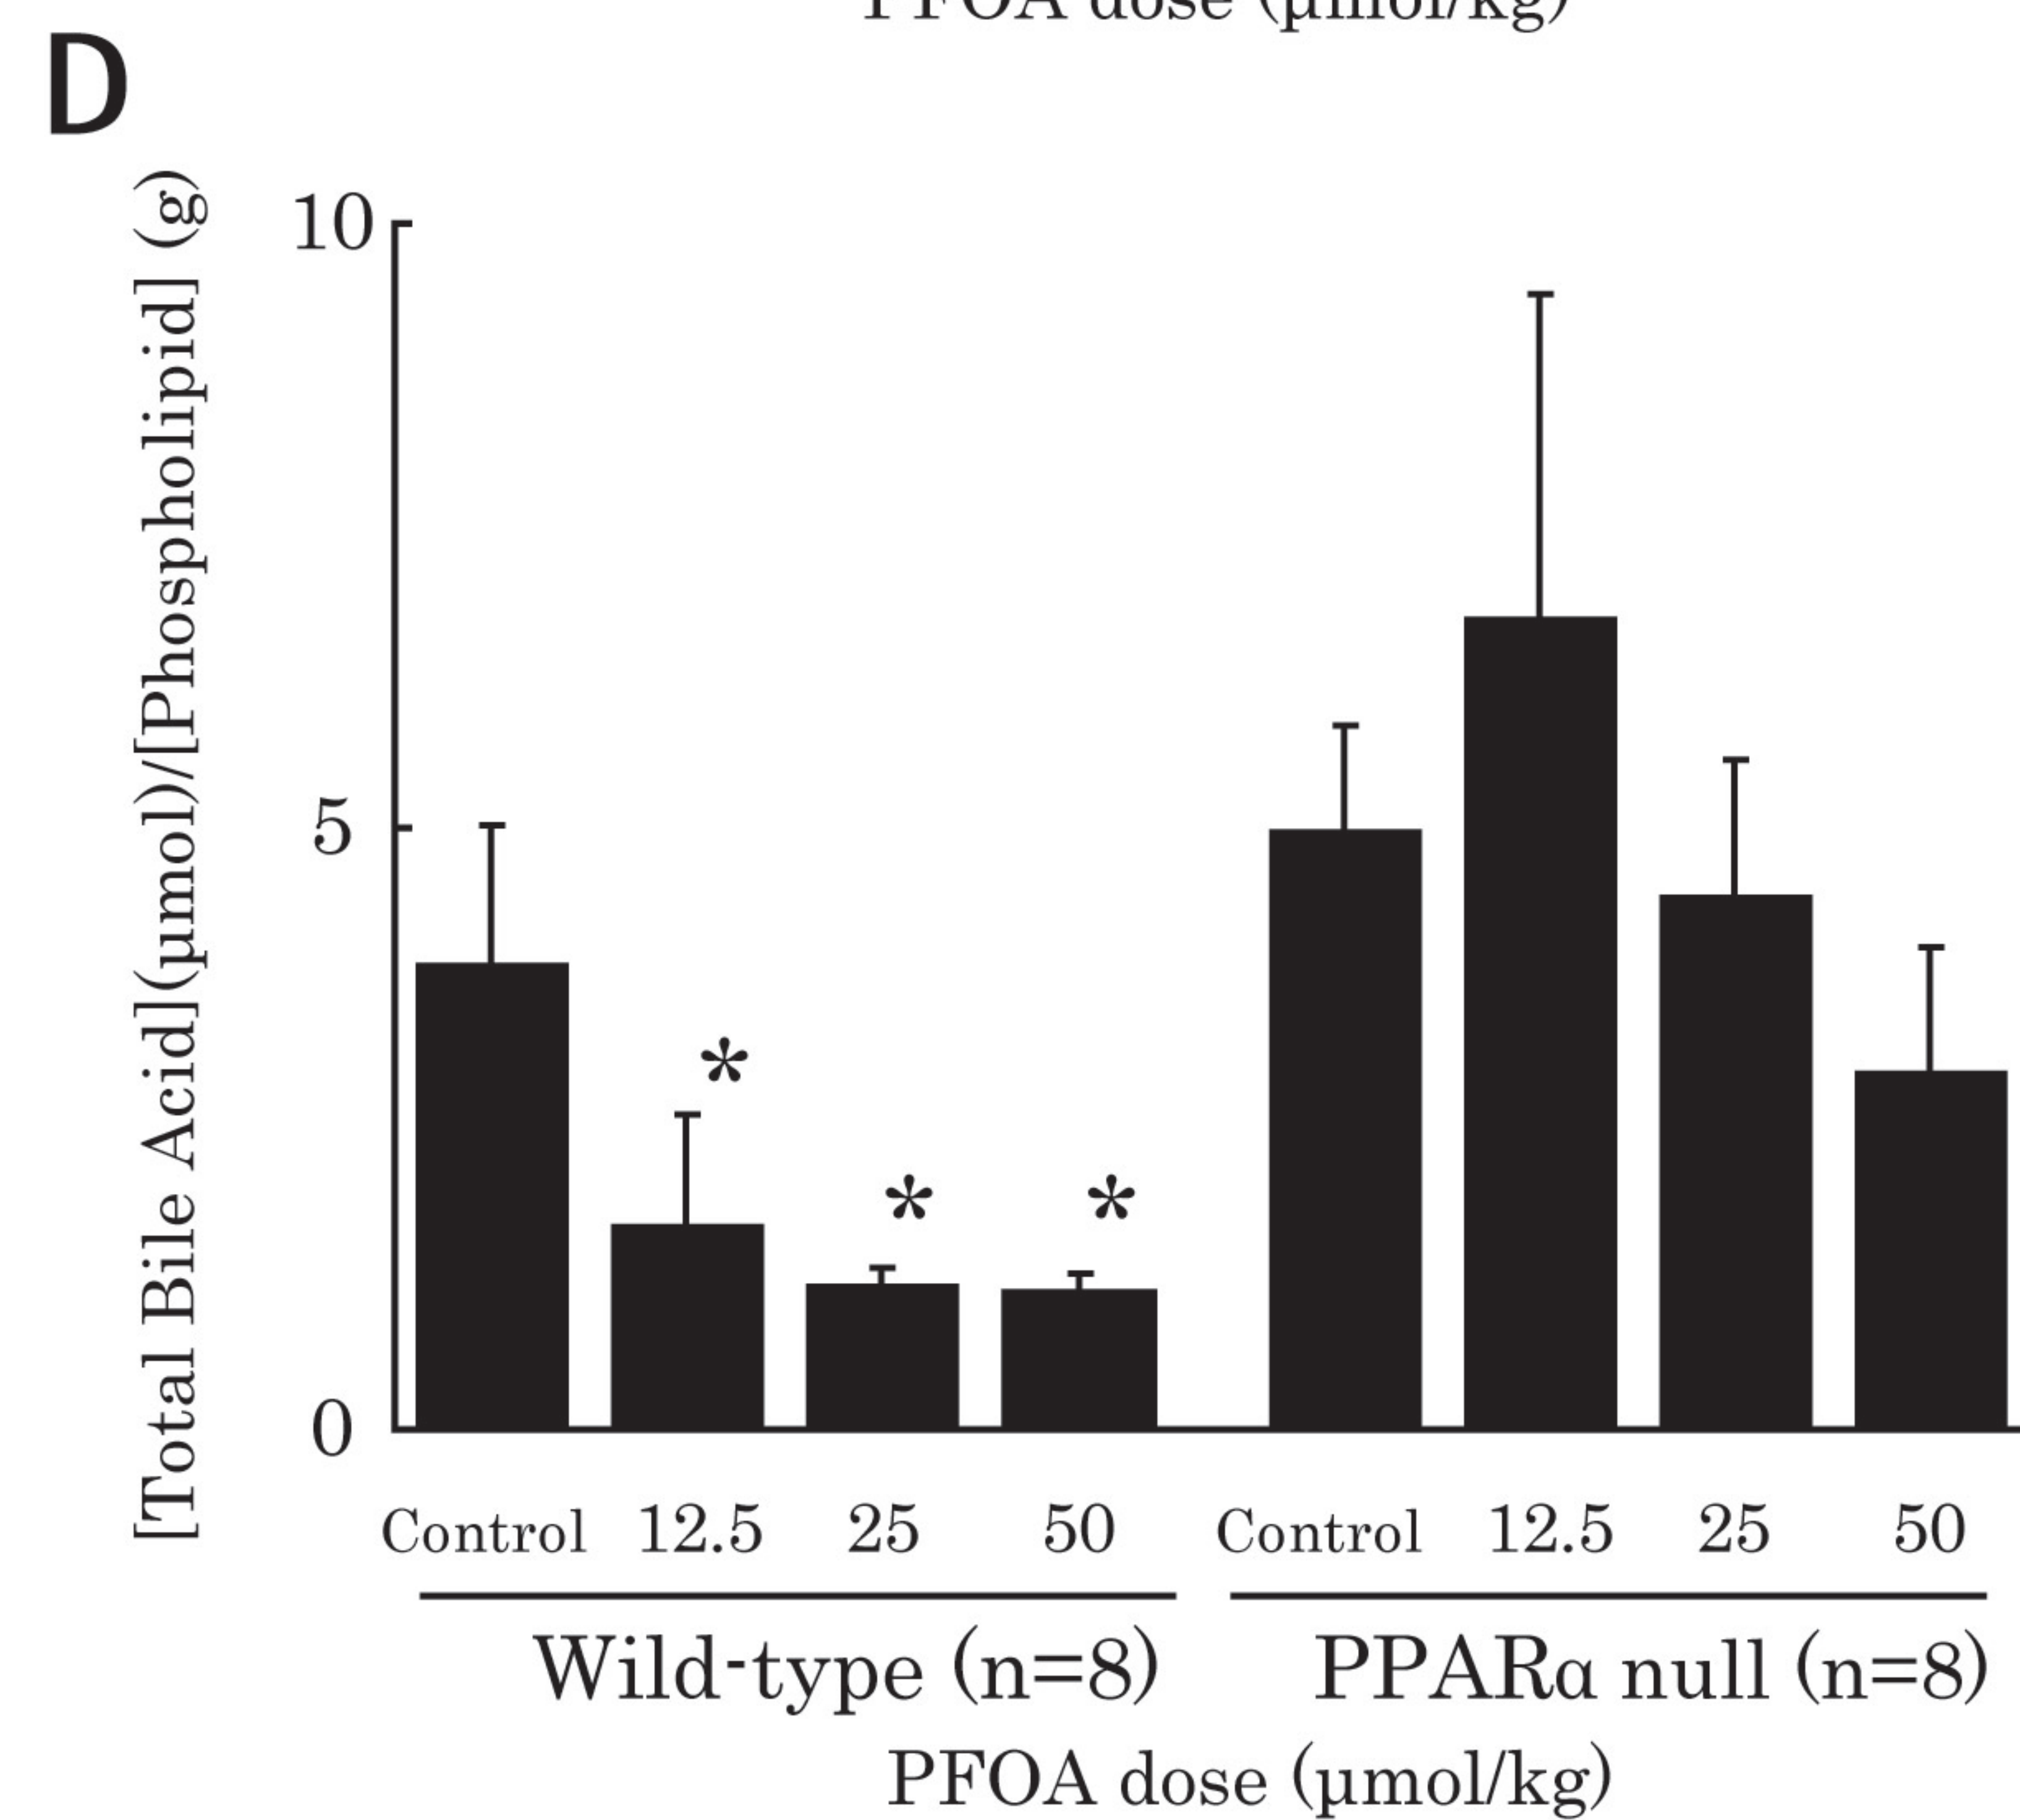 PFOA dose (μmol/kg)
D
[Total Bile Acid](μmol)/[Phospholipid] (g)
10
5
0
*
*
*
Control 12.5 25 50 Control 12.5 25 50
Wild-type (n=8) PPARα null (n=8)
PFOA dose (μmol/kg)